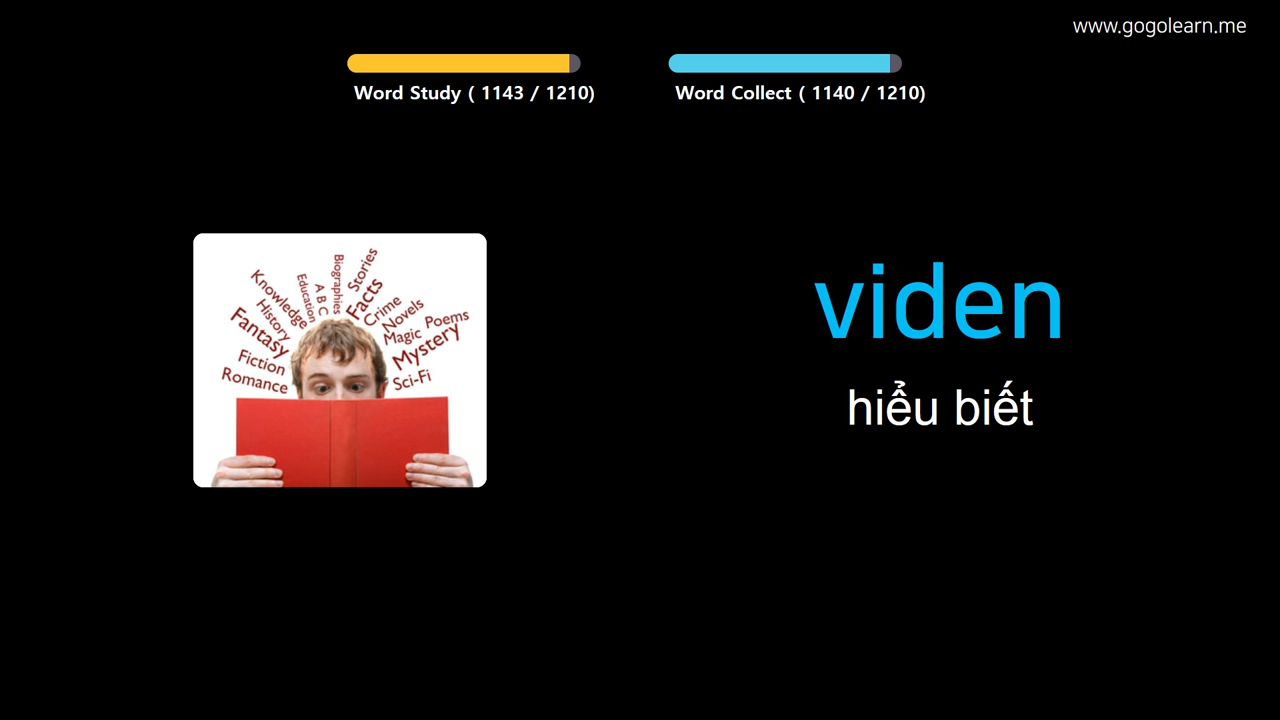 www.gogolearn.me
Word Study ( 1143 / 1210)
Word Collect ( 1140 / 1210)
viden
hiểu biết
Knowledge
History
Fantasy
Fiction
Romance
Education
A B C
Biographies
Stories
Facts
Crime
Novels
Magic
Poems
Mystery
Sci-Fi